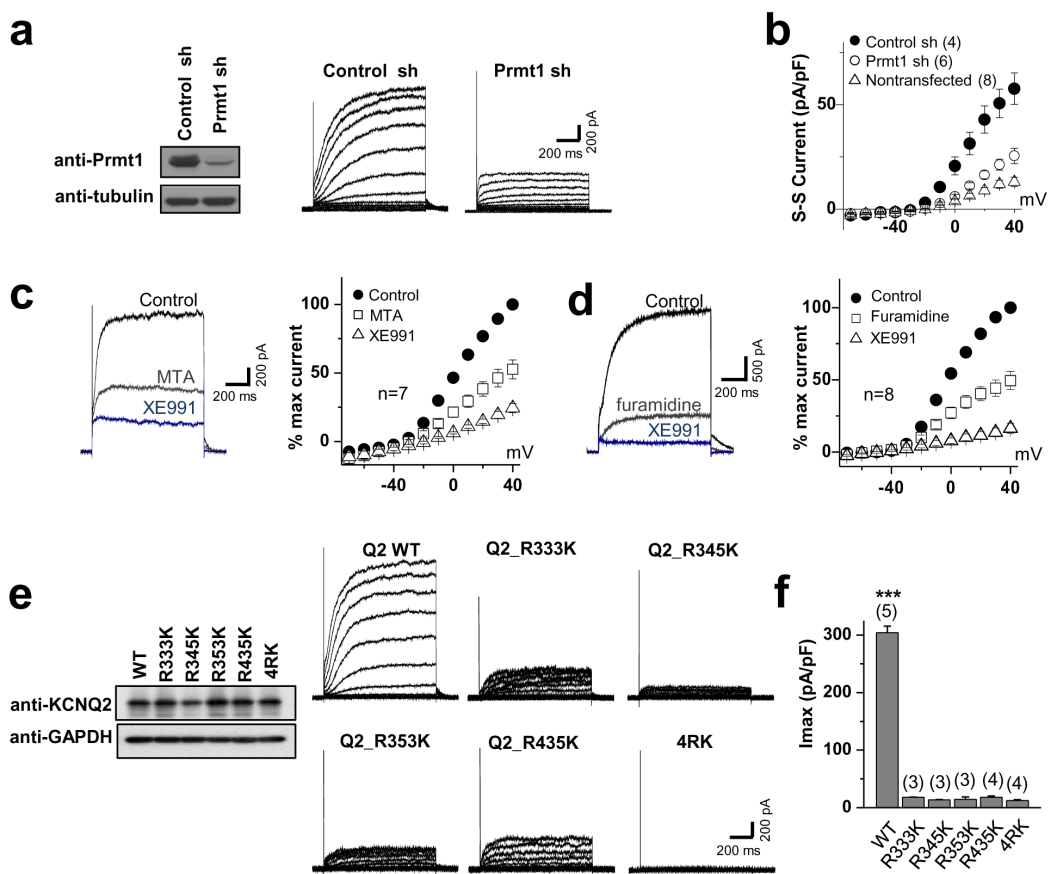 a
Control sh
Prmt1 sh
anti-Prmt1
anti-tubulin
Control sh
Prmt1 sh
200 ms
200 pA
b
Control sh (4)
Prmt1 sh (6)
Nontransfected (8)
S-S Current (pA/pF)
50
0
mV
-40
0
40
c
Control
MTA
XE991
200 ms
200 pA
% max current
100
50
0
Control
MTA
XE991
n=7
mV
-40
0
40
d
Control
furamidine
XE991
200 ms
500 pA
% max current
100
50
0
Control
Furamidine
XE991
n=8
mV
-40
0
40
e
WT
R333K
R345K
R353K
R435K
4RK
anti-KCNQ2
anti-GAPDH
Q2 WT
Q2_R333K
Q2_R345K
Q2_R353K
Q2_R435K
4RK
200 ms
200 pA
f
Imax (pA/pF)
300
200
100
0
***
(5)
(3)
(3)
(3)
(4)
(4)
WT
R333K
R345K
R353K
R435K
4RK